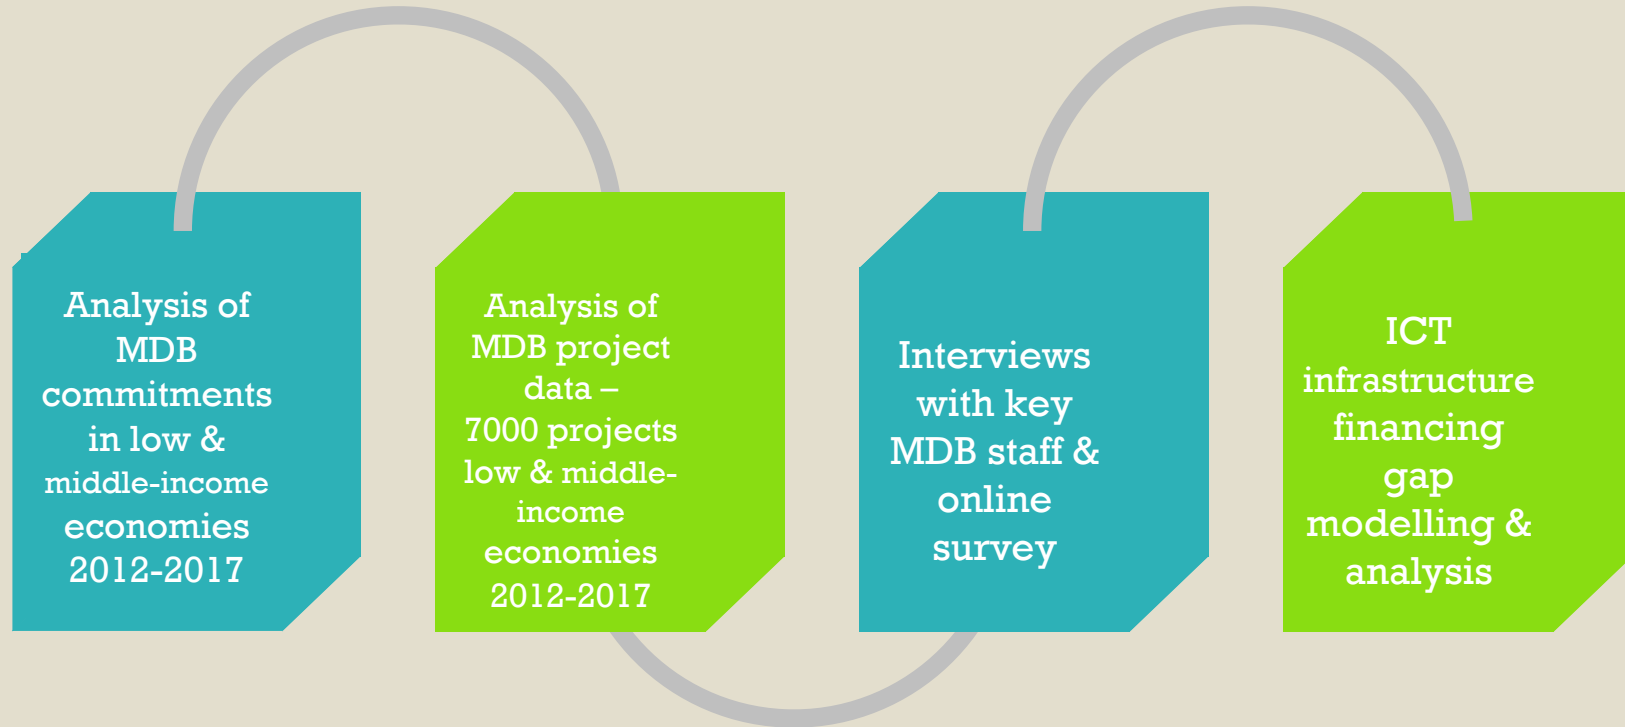 Analysis of
MDB
commitments
in low &
middle-income
economies
2012-2017
Analysis of
MDB project
data –
7000 projects
low & middle-
income
economies
2012-2017
Interviews
with key
MDB staff &
online
survey
ICT
infrastructure
financing
gap
modelling &
analysis